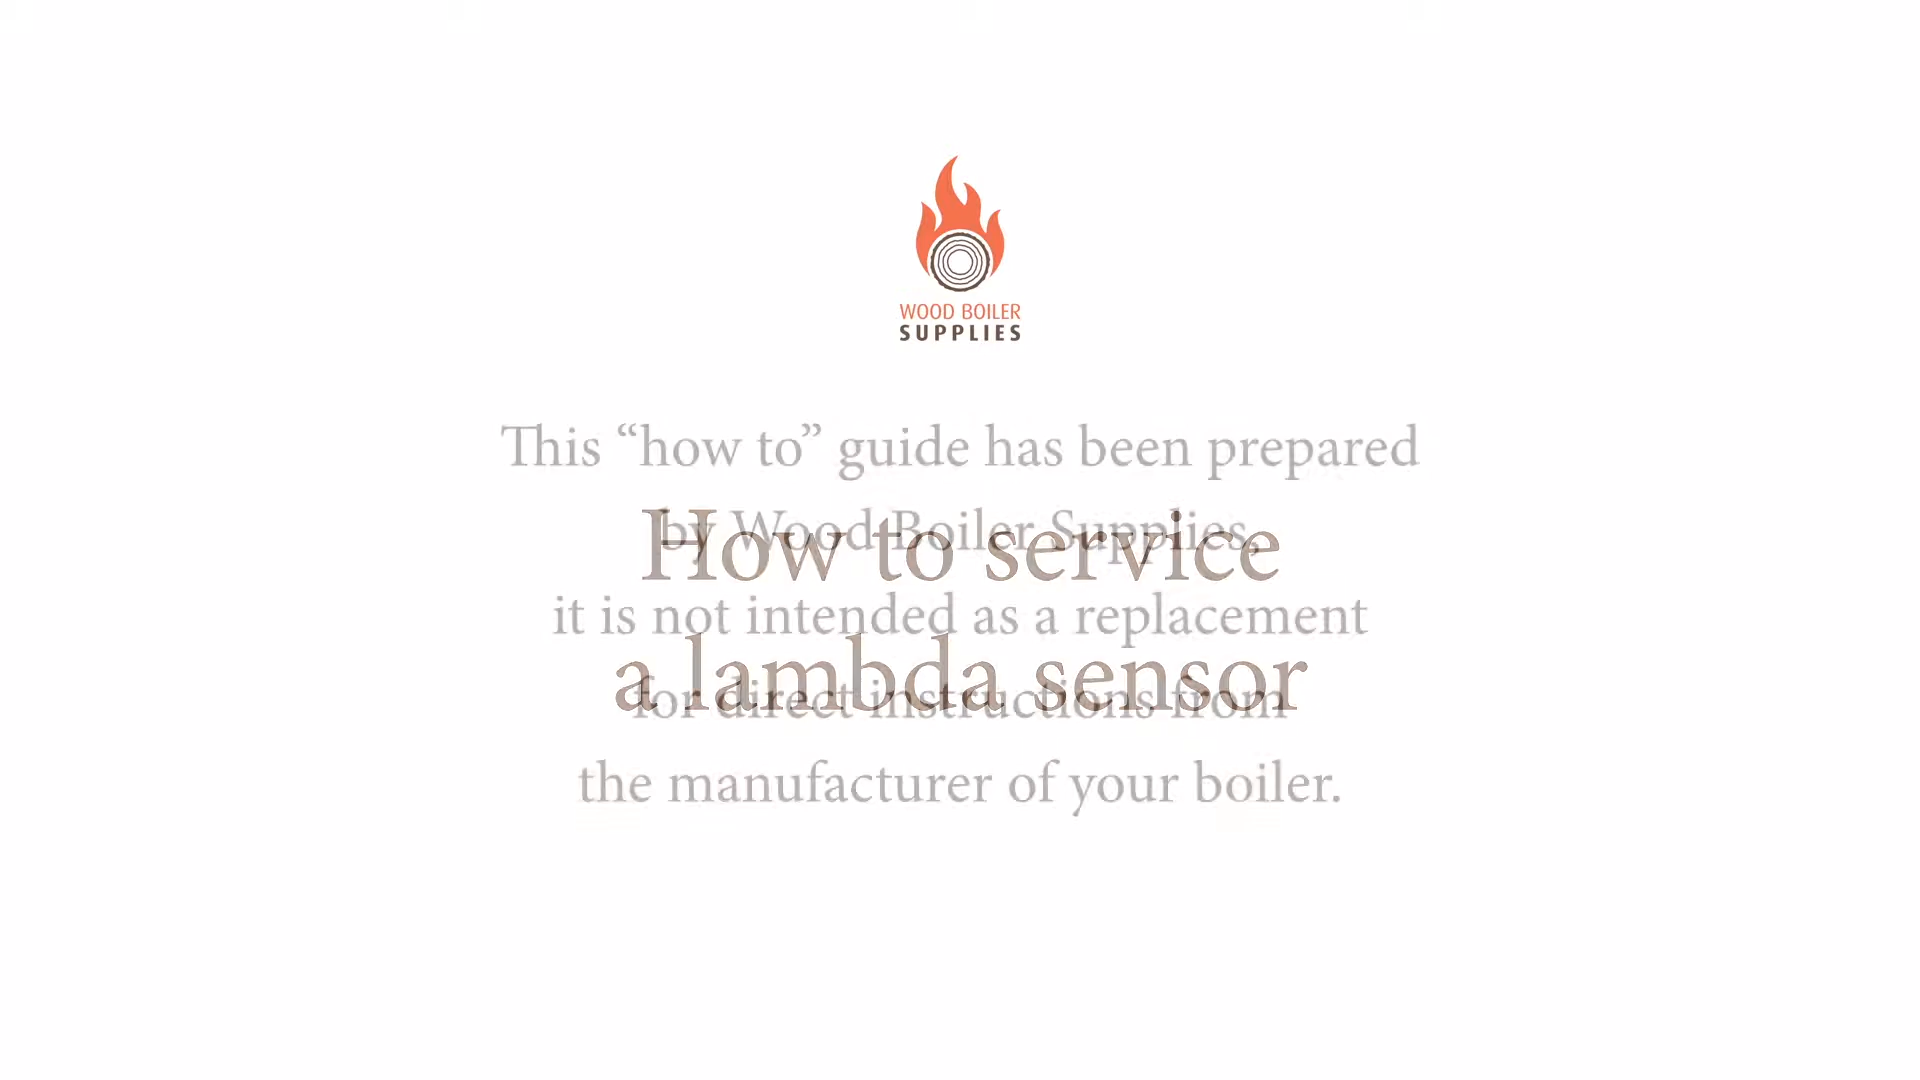 WOOD BOILER
SUPPLIES
This “how to” guide has been prepared
by Wood Boiler Supplies,
How to service
it is not intended as a replacement
a lambda sensor
for direct instructions from
the manufacturer of your boiler.